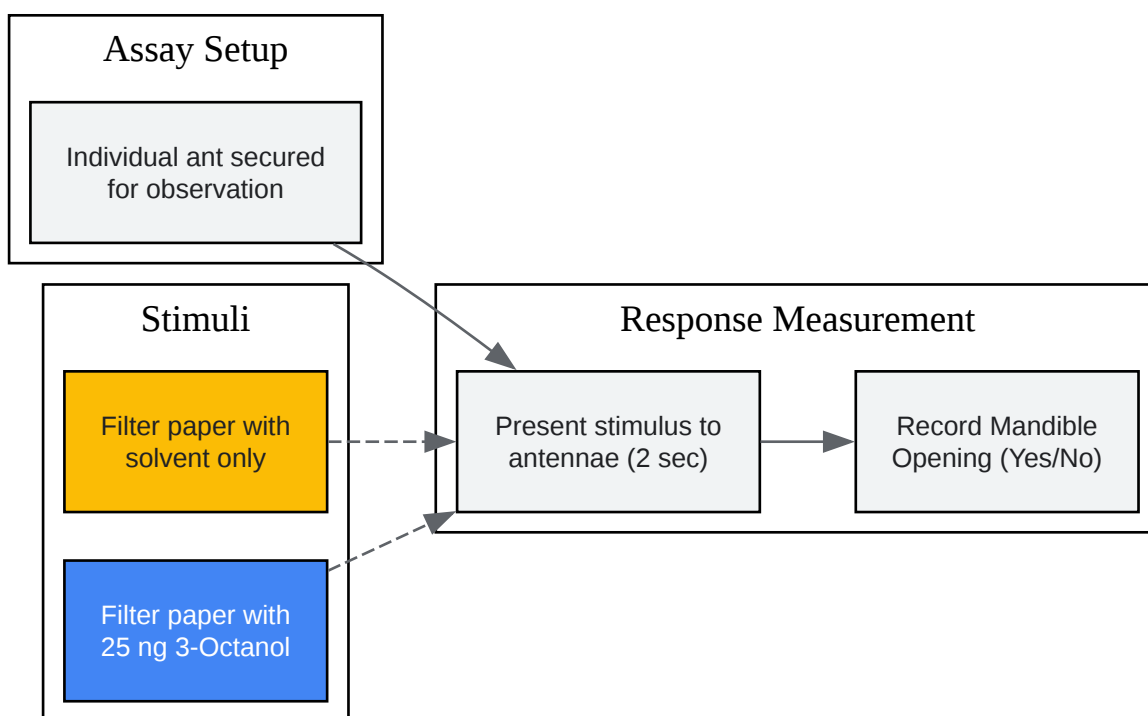 Assay Setup
Individual ant secured
for observation
Stimuli
Filter paper with
solvent only
Filter paper with
25 ng 3-Octanol
Response Measurement
Present stimulus to
antennae (2 sec)
Record Mandible
Opening (Yes/No)